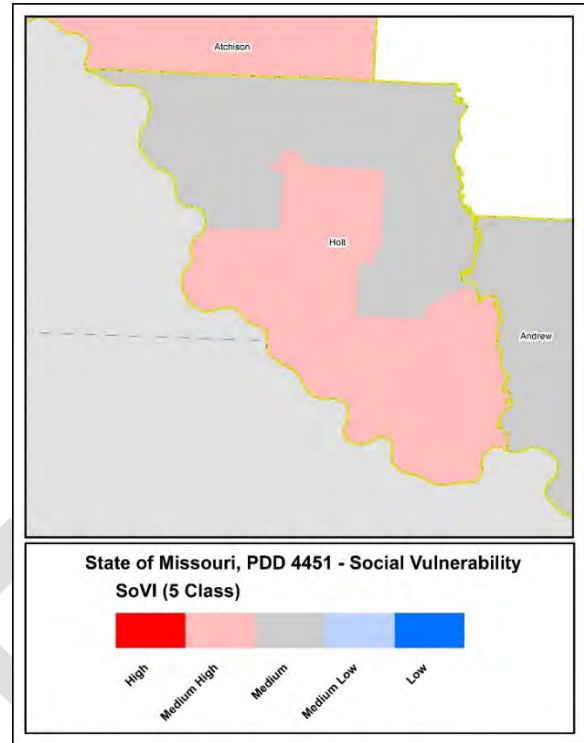 Atchison
Holt
Andrew
State of Missouri, PDD 4451 - Social Vulnerability
SoVI (5 Class)
High
Medium High
Medium
Medium Low
Low